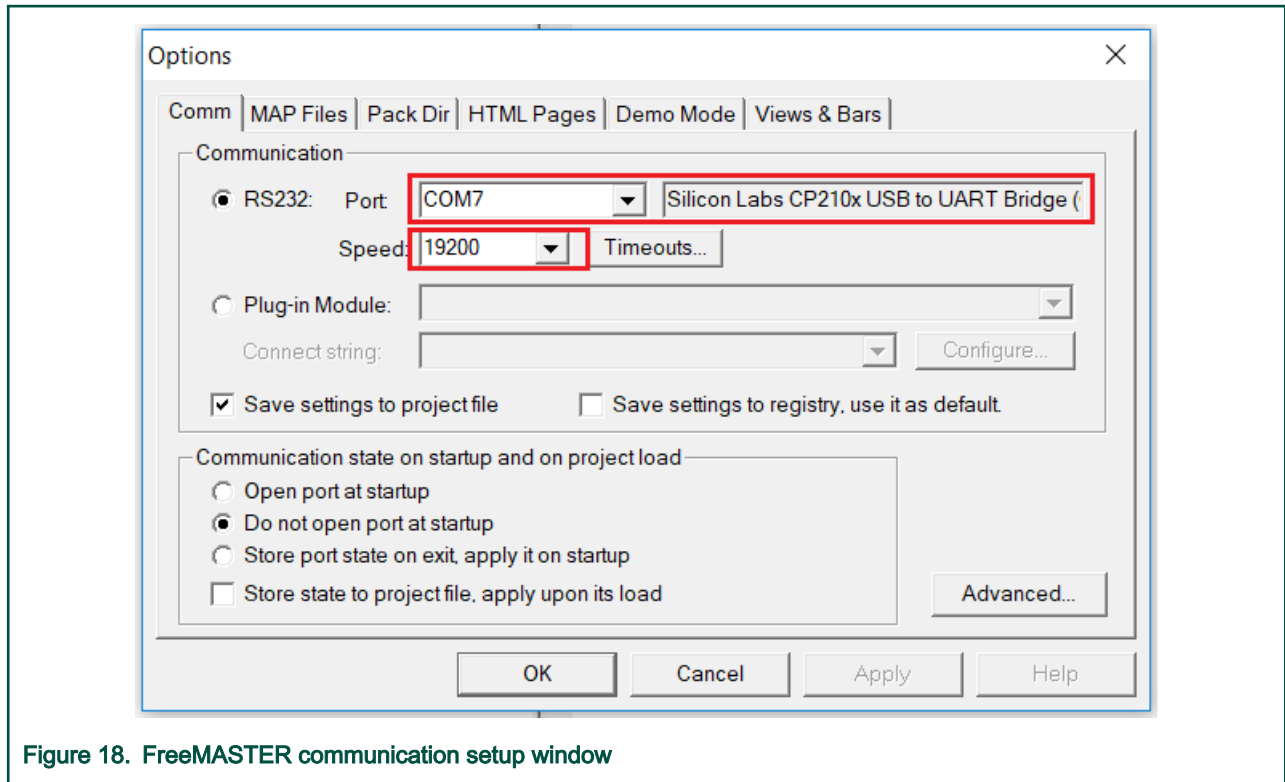 Options
Comm MAP Files Pack Dir HTML Pages Demo Mode Views & Bars
Communication
RS232: Port: COM7 Silicon Labs CP210x USB to UART Bridge (
Speed: 19200 Timeouts...
Plug-in Module:
Connect string: Configure...
Save settings to project file Save settings to registry, use it as default.
Communication state on startup and on project load
Open port at startup
Do not open port at startup
Store port state on exit, apply it on startup
Store state to project file, apply upon its load Advanced...
OK Cancel Apply Help
Figure 18. FreeMASTER communication setup window